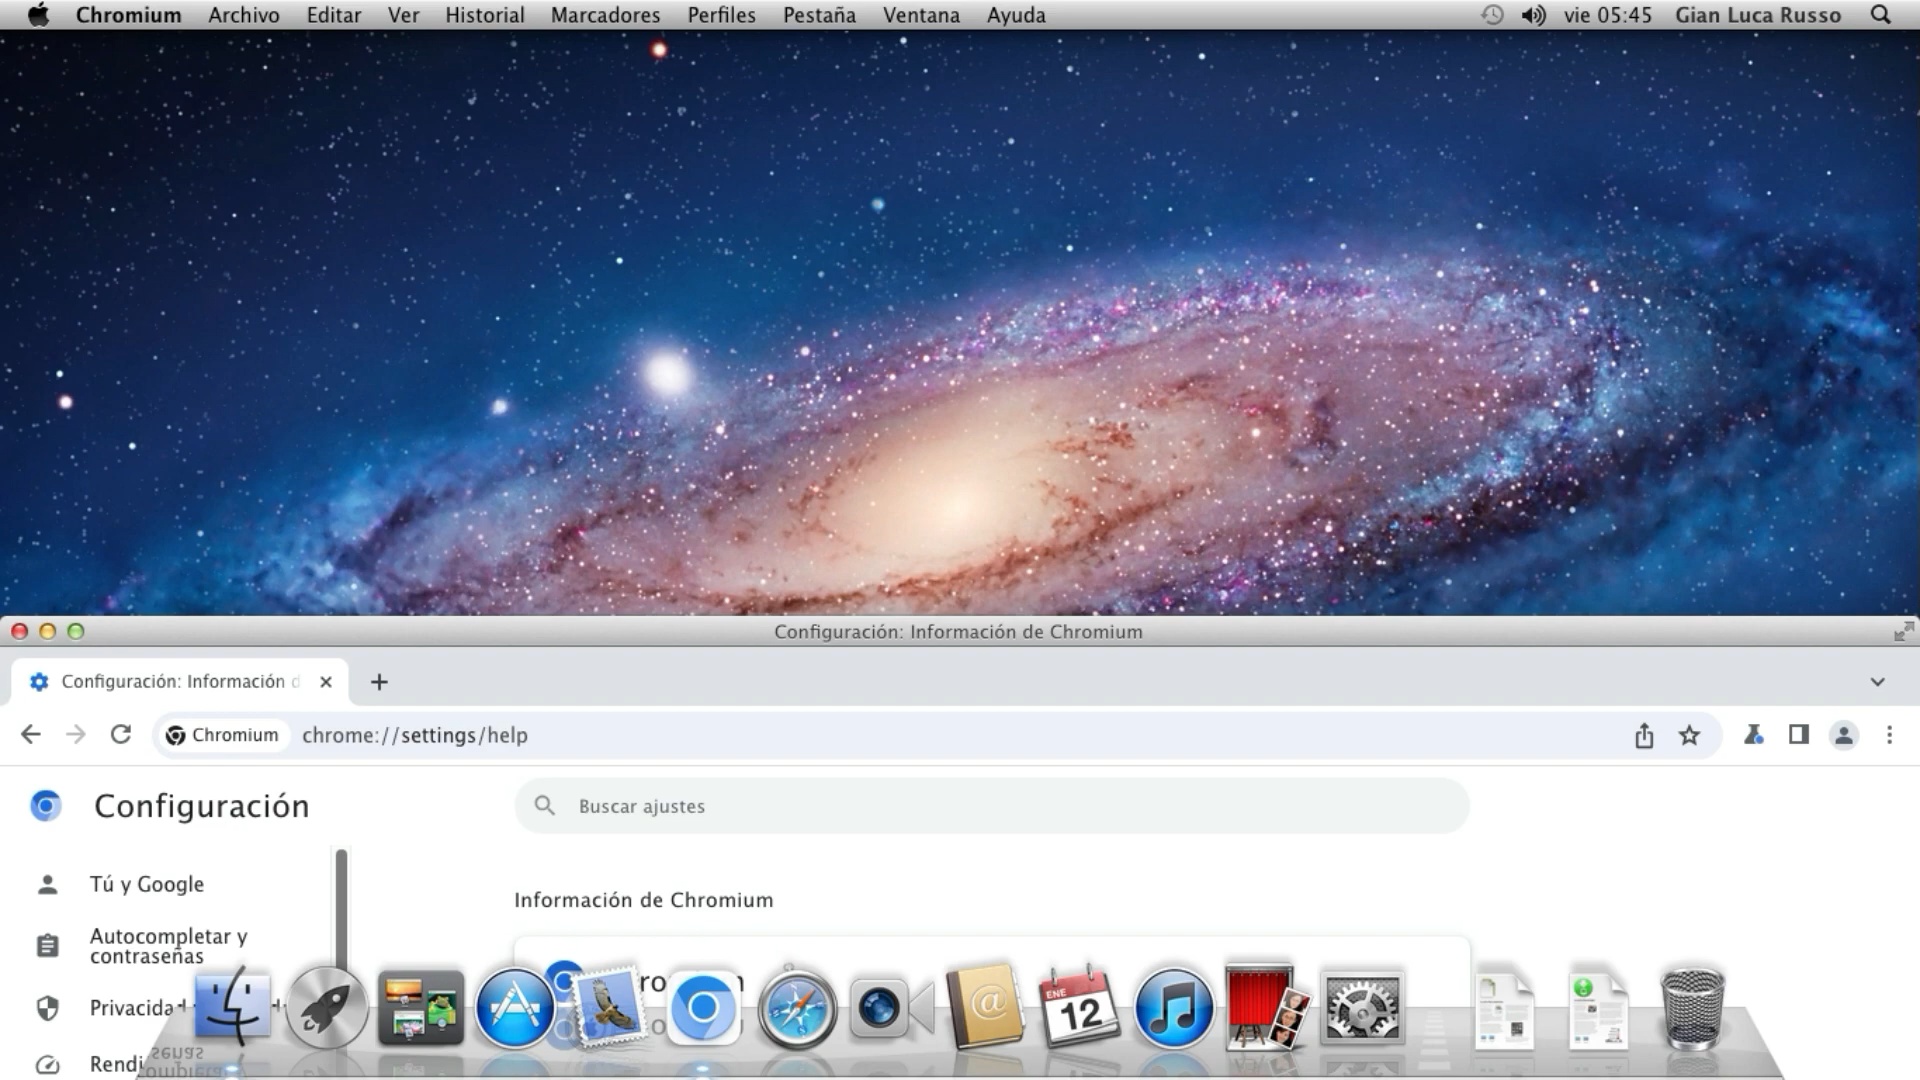 Chromium Archivo Editar Ver Historial Marcadores Perfiles Pestaña Ventana Ayuda vie 05:45 Gian Luca Russo
Configuración: Información de Chromium
Configuración: Información d
Chromium chrome://settings/help
Configuración
Buscar ajustes
Tú y Google
Información de Chromium
Autocompletar y
contraseñas
Privacida
Rendi
ENE
12
@